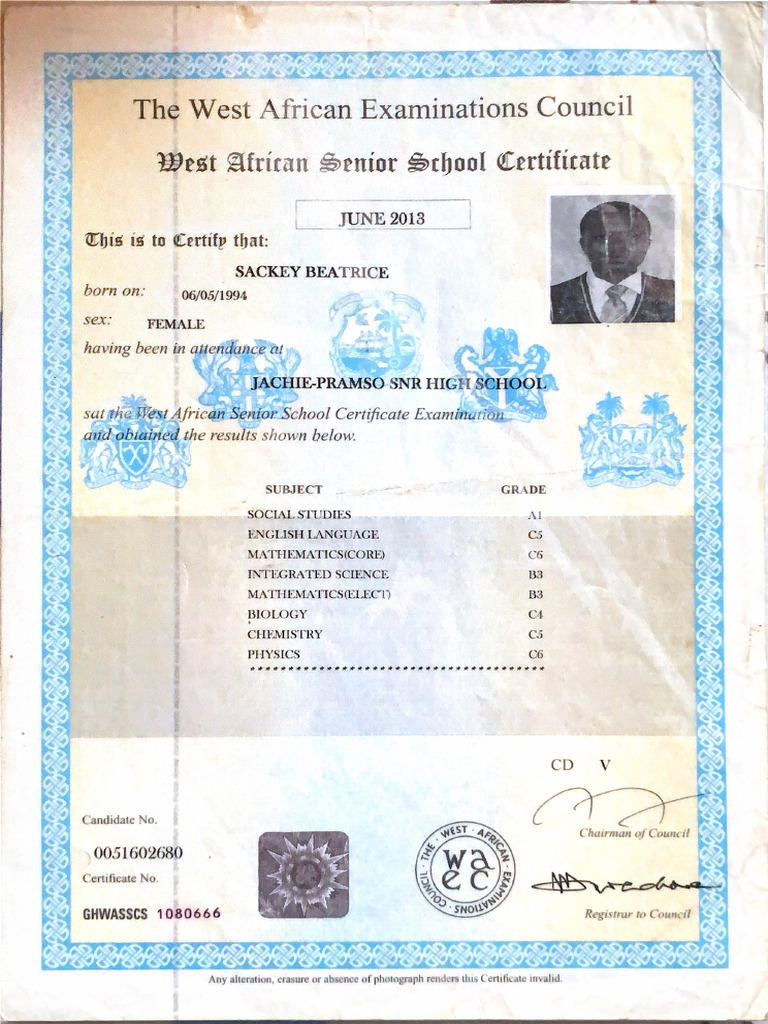 The West African Examinations Council
West African Senior School Certificate
JUNE 2013
This is to Certify that:
SACKEY BEATRICE
born on: 06/05/1994
sex: FEMALE
having been in attendance at
JACHIE-PRAMSO SNR HIGH SCHOOL
sat the West African Senior School Certificate Examination
and obtained the results shown below.
SUBJECT GRADE
SOCIAL STUDIES A1
ENGLISH LANGUAGE C5
MATHEMATICS(CORE) C6
INTEGRATED SCIENCE B3
MATHEMATICS(ELECT) B3
BIOLOGY C4
CHEMISTRY C5
PHYSICS C6
******************************************
CD V
Chairman of Council
Candidate No.
0051602680
Certificate No.
GHWASSCS 1080666
THE · WEST · AFRICAN · EXAMINATIONS · COUNCIL ·
wa
ec
Registrar to Council
Any alteration, erasure or absence of photograph renders this Certificate invalid.